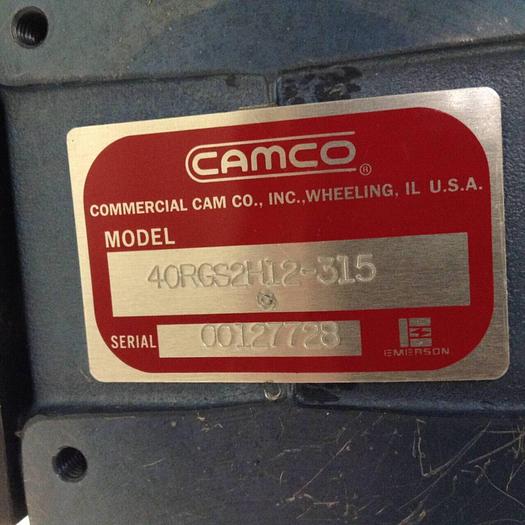 CAMCO ®
COMMERCIAL CAM CO., INC.,WHEELING, IL U.S.A.
MODEL
40RGS2H12-315
SERIAL 00127728
EMERSON